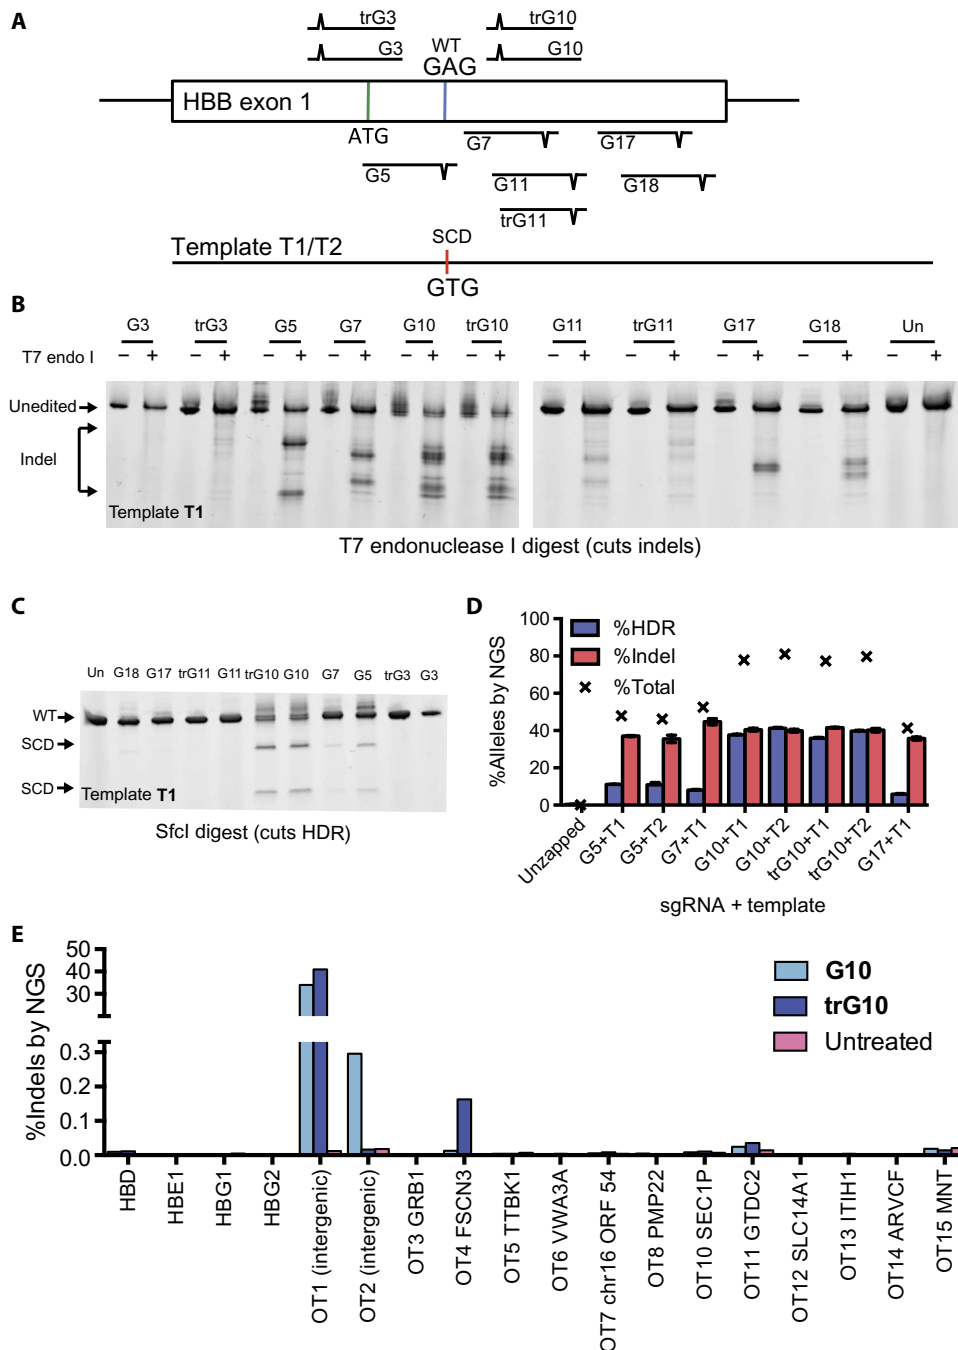 A
trG3
G3
WT
GAG
trG10
G10
HBB exon 1
ATG
G5
G7
G11
trG11
G17
G18
Template T1/T2
SCD
GTG
B
G3 trG3 G5 G7 G10 trG10 G11 trG11 G17 G18 Un
T7 endo I − + − + − + − + − + − + − + − + − + − + − +
Unedited
Indel
Template T1
T7 endonuclease I digest (cuts indels)
C
Un G18 G17 trG11 G11 trG10 G10 G7 G5 trG3 G3
WT
SCD
SCD
Template T1
SfcI digest (cuts HDR)
D
%Alleles by NGS
100
80
60
40
20
0
%HDR
%Indel
%Total
Unzapped
G5+T1
G5+T2
G7+T1
G10+T1
G10+T2
trG10+T1
trG10+T2
G17+T1
sgRNA + template
E
%Indels by NGS
50
40
30
0.3
0.2
0.1
0.0
G10
trG10
Untreated
HBD
HBE1
HBG1
HBG2
OT1 (intergenic)
OT2 (intergenic)
OT3 GRB1
OT4 FSCN3
OT5 TTBK1
OT6 VWA3A
OT7 chr16 ORF 54
OT8 PMP22
OT10 SEC1P
OT11 GTDC2
OT12 SLC14A1
OT13 ITIH1
OT14 ARVCF
OT15 MNT